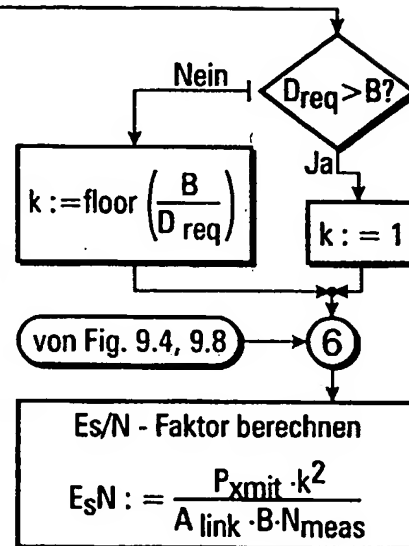 Nein
D_req > B?
Ja
k := floor (B / D_req)
k := 1
von Fig. 9.4, 9.8
6
Es/N - Faktor berechnen
E_sN := P_xmit · k² / A_link · B · N_meas